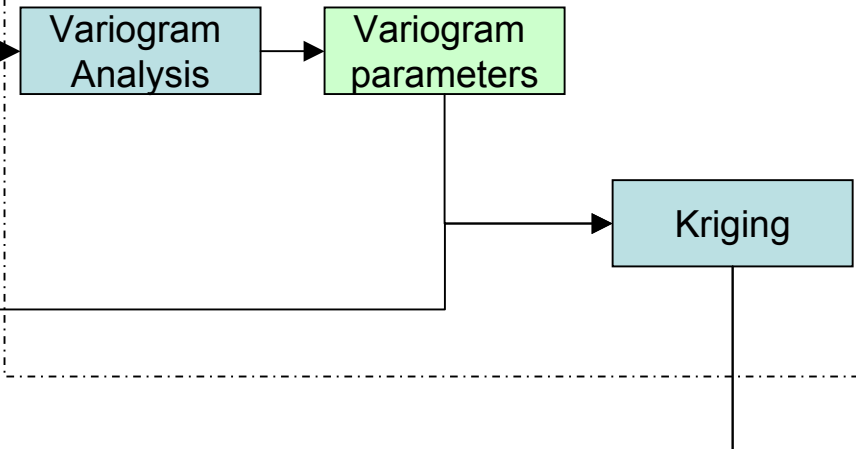 Variogram
Analysis
Variogram
parameters
Kriging